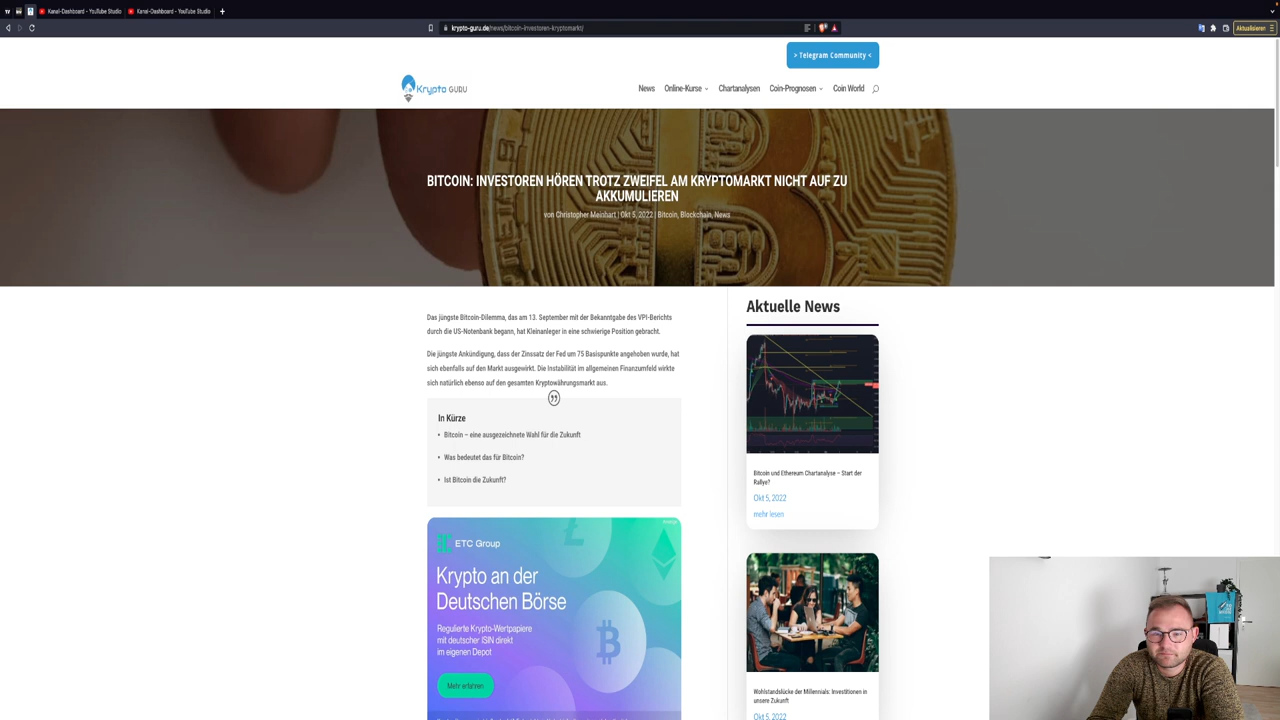 Kanal-Dashboard - YouTube Studio
Kanal-Dashboard - YouTube Studio
krypto-guru.de/news/bitcoin-investoren-kryptomarkt/
Aktualisieren
> Telegram Community <
Krypto GURU
News
Online-Kurse
Chartanalysen
Coin-Prognosen
Coin World
BITCOIN: INVESTOREN HÖREN TROTZ ZWEIFEL AM KRYPTOMARKT NICHT AUF ZU
AKKUMULIEREN
von Christopher Meinhart | Okt 5, 2022 | Bitcoin, Blockchain, News
Das jüngste Bitcoin-Dilemma, das am 13. September mit der Bekanntgabe des VPI-Berichts
durch die US-Notenbank begann, hat Kleinanleger in eine schwierige Position gebracht.
Die jüngste Ankündigung, dass der Zinssatz der Fed um 75 Basispunkte angehoben wurde, hat
sich ebenfalls auf den Markt ausgewirkt. Die Instabilität im allgemeinen Finanzumfeld wirkte
sich natürlich ebenso auf den gesamten Kryptowährungsmarkt aus.
In Kürze
• Bitcoin – eine ausgezeichnete Wahl für die Zukunft
• Was bedeutet das für Bitcoin?
• Ist Bitcoin die Zukunft?
ETC Group
Krypto an der
Deutschen Börse
Regulierte Krypto-Wertpapiere
mit deutscher ISIN direkt
im eigenen Depot
Mehr erfahren
Aktuelle News
Bitcoin und Ethereum Chartanalyse – Start der
Rallye?
Okt 5, 2022
mehr lesen
Wohlstandslücke der Millennials: Investitionen in
unsere Zukunft
Okt 5, 2022